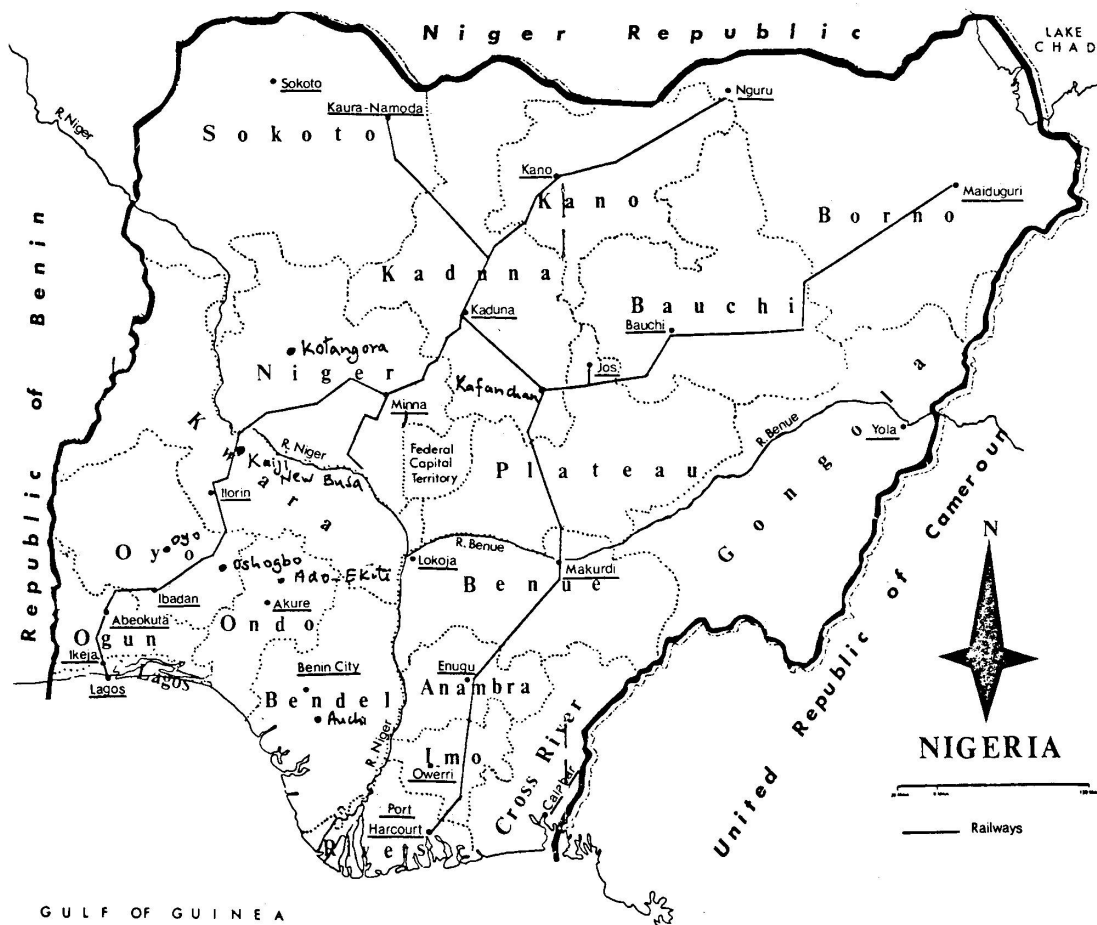 Niger Republic
LAKE
CHAD
Sokoto
Nguru
Kaura-Namoda
R. Niger
Sokoto
Kano
Kano
Maiduguri
Borno
Republic of Benin
Kaduna
Bauchi
Kaduna
Bauchi
Kotangora
Niger
Jos
Kafanchan
Minna
Gongola
Kwara
R. Niger
Federal
Capital
Territory
R. Benue
Yola
Kaiji
New Busa
Plateau
Ilorin
Oyo
oyo
Oshogbo
Ado-Ekiti
Lokoja
R. Benue
Makurdi
Benue
Ibadan
Akure
Abeokuta
Ondo
Ogun
Ikeja
Lagos
Lagos
Benin City
Bendel
Auchi
Enugu
Anambra
R. Niger
Imo
Owerri
Cross River
Calabar
Port
Harcourt
Rivers
United Republic of Cameroun
N
NIGERIA
Railways
GULF OF GUINEA